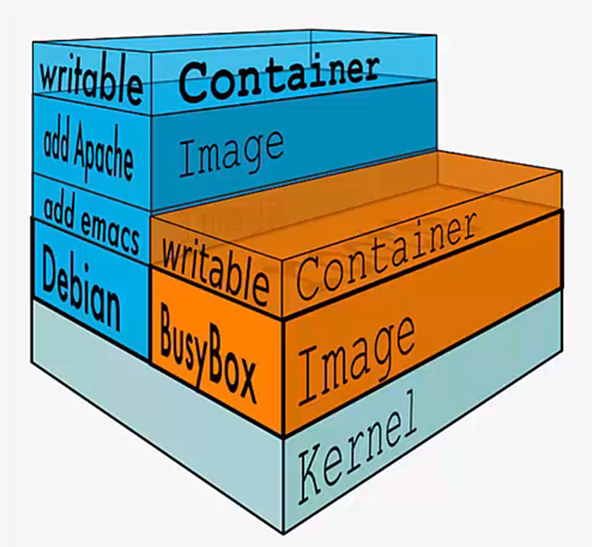 writable Container
add Apache Image
add emacs
writable Container
Debian
BusyBox Image
Kernel